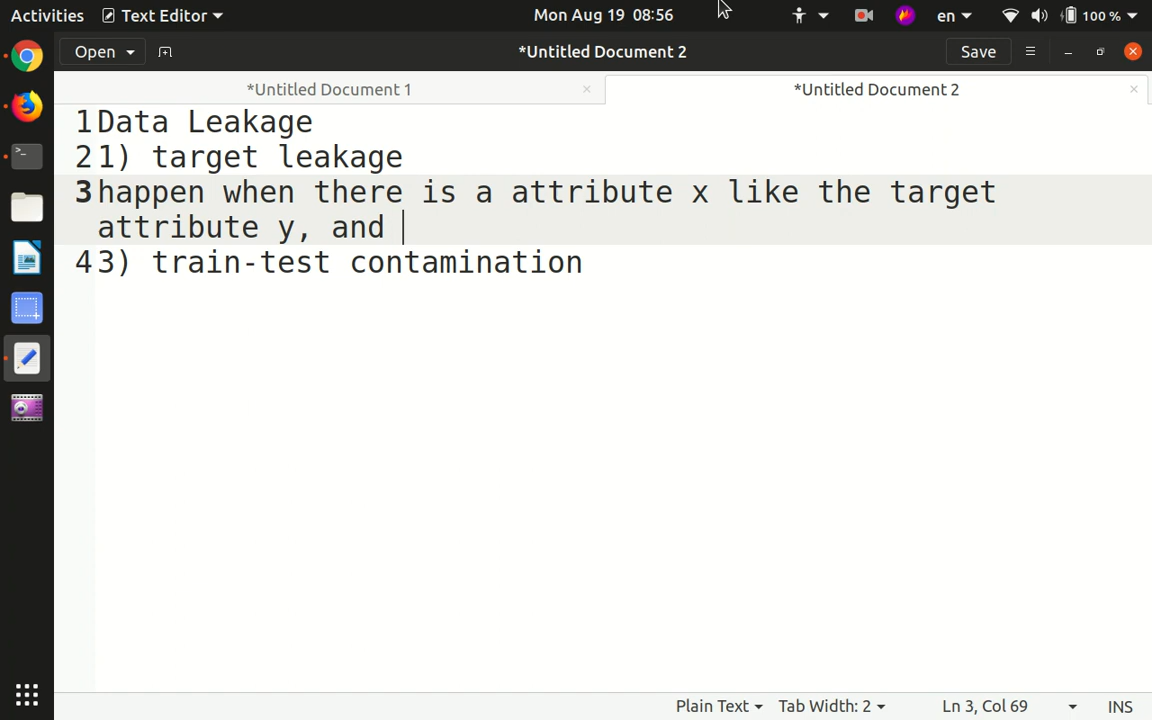 Activities Text Editor Mon Aug 19 08:56 en 100 %
Open *Untitled Document 2 Save
*Untitled Document 1 *Untitled Document 2
1 Data Leakage
2 1) target leakage
3 happen when there is a attribute x like the target
attribute y, and
4 3) train-test contamination
Plain Text Tab Width: 2 Ln 3, Col 69 INS